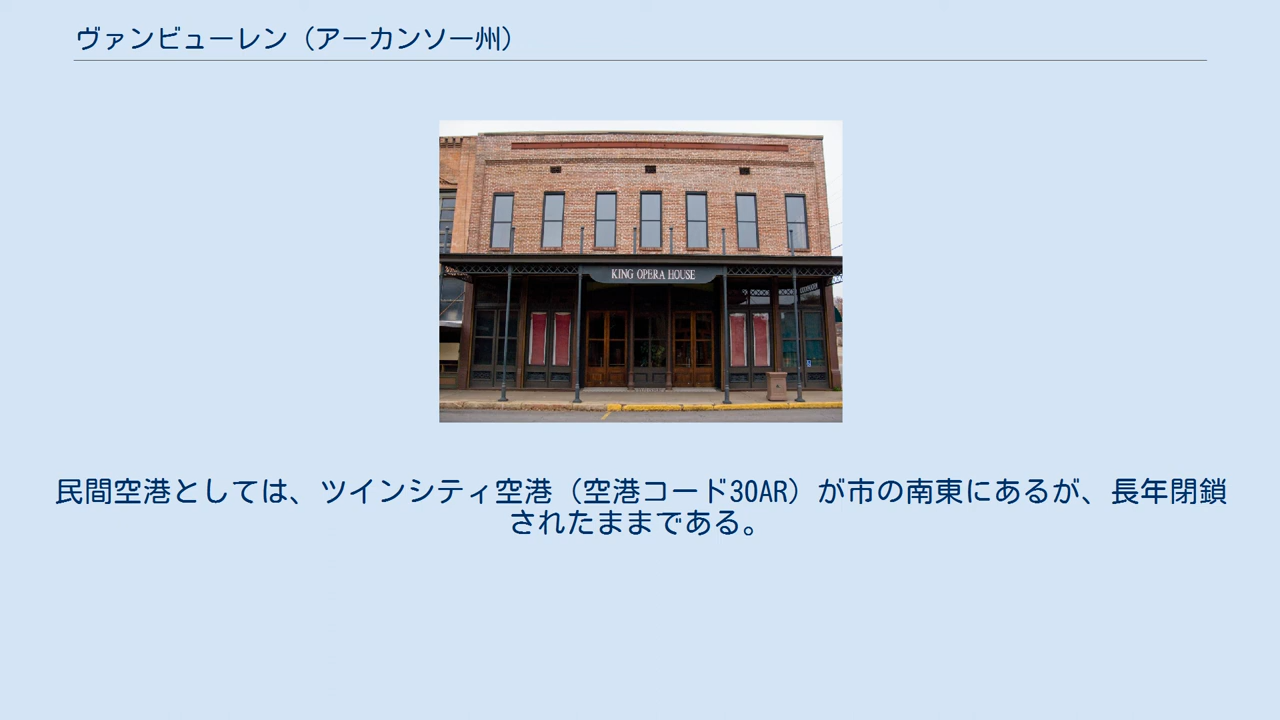 ヴァンビューレン（アーカンソー州）
KING OPERA HOUSE
民間空港としては、ツインシティ空港（空港コード30AR）が市の南東にあるが、長年閉鎖
されたままである。